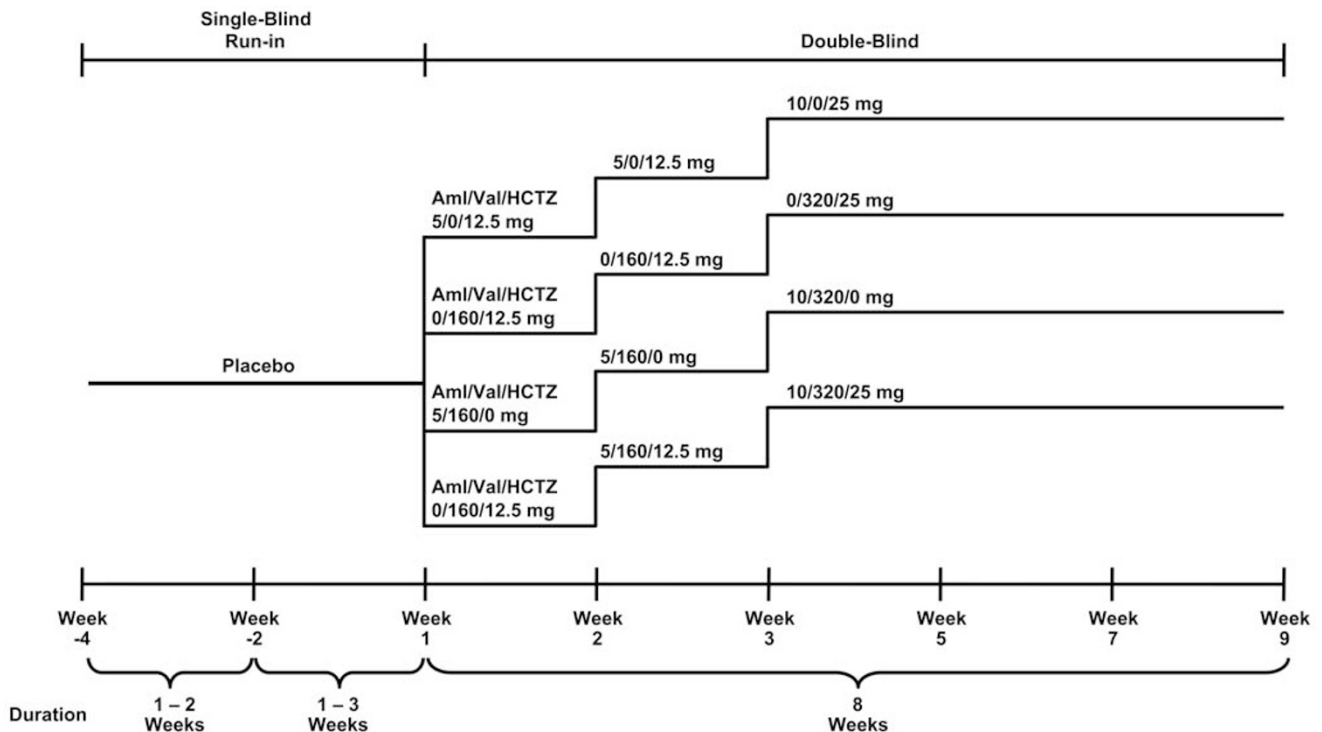 Single-Blind
Run-in
Double-Blind
10/0/25 mg
5/0/12.5 mg
Aml/Val/HCTZ
5/0/12.5 mg
0/320/25 mg
0/160/12.5 mg
Aml/Val/HCTZ
0/160/12.5 mg
10/320/0 mg
Placebo
5/160/0 mg
Aml/Val/HCTZ
5/160/0 mg
10/320/25 mg
5/160/12.5 mg
Aml/Val/HCTZ
0/160/12.5 mg
Week
-4
Week
-2
Week
1
Week
2
Week
3
Week
5
Week
7
Week
9
Duration
1 – 2
Weeks
1 – 3
Weeks
8
Weeks